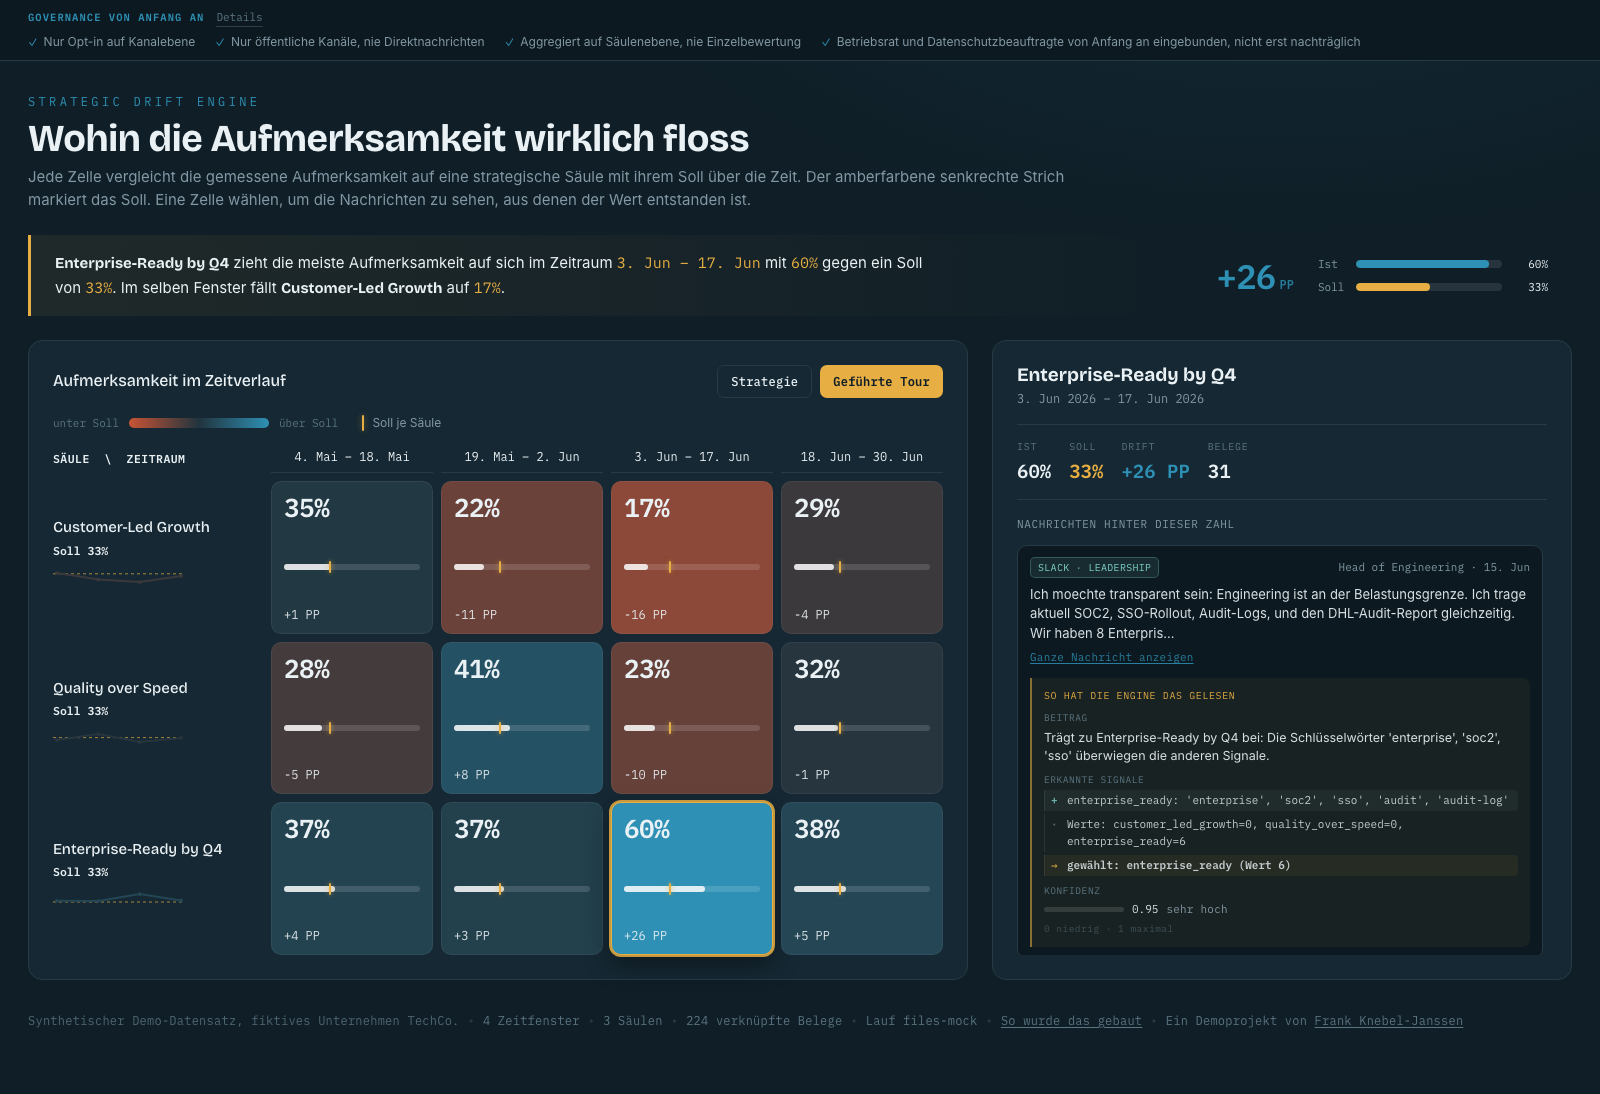 GOVERNANCE VON ANFANG AN Details
✓ Nur Opt-in auf Kanalebene ✓ Nur öffentliche Kanäle, nie Direktnachrichten ✓ Aggregiert auf Säulenebene, nie Einzelbewertung ✓ Betriebsrat und Datenschutzbeauftragte von Anfang an eingebunden, nicht erst nachträglich
STRATEGIC DRIFT ENGINE
Wohin die Aufmerksamkeit wirklich floss
Jede Zelle vergleicht die gemessene Aufmerksamkeit auf eine strategische Säule mit ihrem Soll über die Zeit. Der amberfarbene senkrechte Strich
markiert das Soll. Eine Zelle wählen, um die Nachrichten zu sehen, aus denen der Wert entstanden ist.
Enterprise-Ready by Q4 zieht die meiste Aufmerksamkeit auf sich im Zeitraum 3. Jun – 17. Jun mit 60% gegen ein Soll
von 33%. Im selben Fenster fällt Customer-Led Growth auf 17%.
+26 PP
Ist 60%
Soll 33%
Aufmerksamkeit im Zeitverlauf
Strategie
Geführte Tour
unter Soll über Soll Soll je Säule
SÄULE \ ZEITRAUM 4. Mai – 18. Mai 19. Mai – 2. Jun 3. Jun – 17. Jun 18. Jun – 30. Jun
Customer-Led Growth
Soll 33%
35% 22% 17% 29%
+1 PP -11 PP -16 PP -4 PP
Quality over Speed
Soll 33%
28% 41% 23% 32%
-5 PP +8 PP -10 PP -1 PP
Enterprise-Ready by Q4
Soll 33%
37% 37% 60% 38%
+4 PP +3 PP +26 PP +5 PP
Enterprise-Ready by Q4
3. Jun 2026 – 17. Jun 2026
IST SOLL DRIFT BELEGE
60% 33% +26 PP 31
NACHRICHTEN HINTER DIESER ZAHL
SLACK · LEADERSHIP Head of Engineering · 15. Jun
Ich moechte transparent sein: Engineering ist an der Belastungsgrenze. Ich trage
aktuell SOC2, SSO-Rollout, Audit-Logs, und den DHL-Audit-Report gleichzeitig.
Wir haben 8 Enterpris…
Ganze Nachricht anzeigen
SO HAT DIE ENGINE DAS GELESEN
BEITRAG
Trägt zu Enterprise-Ready by Q4 bei: Die Schlüsselwörter 'enterprise', 'soc2',
'sso' überwiegen die anderen Signale.
ERKANNTE SIGNALE
+ enterprise_ready: 'enterprise', 'soc2', 'sso', 'audit', 'audit-log'
· Werte: customer_led_growth=0, quality_over_speed=0,
enterprise_ready=6
→ gewählt: enterprise_ready (Wert 6)
KONFIDENZ
0.95 sehr hoch
0 niedrig · 1 maximal
Synthetischer Demo-Datensatz, fiktives Unternehmen TechCo. · 4 Zeitfenster · 3 Säulen · 224 verknüpfte Belege · Lauf files-mock · So wurde das gebaut · Ein Demoprojekt von Frank Knebel-Janssen